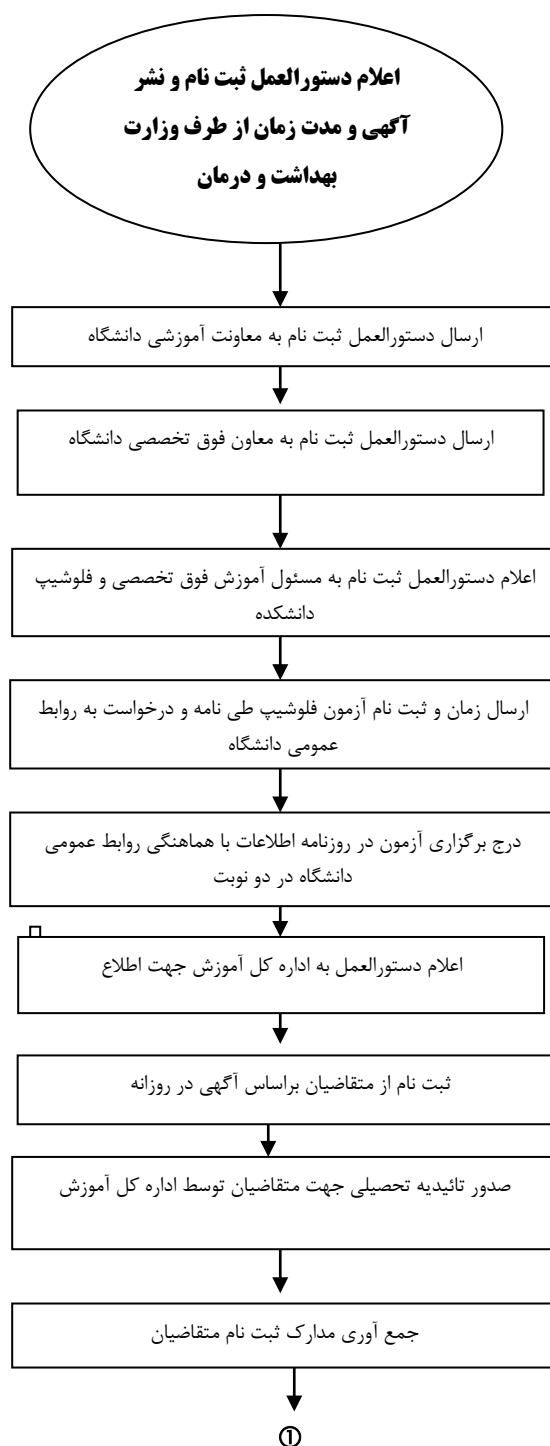 اعلام دستورالعمل ثبت نام و نشر
آگهی و مدت زمان از طرف وزارت
بهداشت و درمان
ارسال دستورالعمل ثبت نام به معاونت آموزشی دانشگاه
ارسال دستورالعمل ثبت نام به معاون فوق تخصصی دانشگاه
اعلام دستورالعمل ثبت نام به مسئول آموزش فوق تخصصی و فلوشیپ
دانشکده
ارسال زمان و ثبت نام آزمون فلوشیپ طی نامه و درخواست به روابط
عمومی دانشگاه
درج برگزاری آزمون در روزنامه اطلاعات با هماهنگی روابط عمومی
دانشگاه در دو نوبت
اعلام دستورالعمل به اداره کل آموزش جهت اطلاع
ثبت نام از متقاضیان براساس آگهی در روزانه
صدور تائیدیه تحصیلی جهت متقاضیان توسط اداره کل آموزش
جمع آوری مدارک ثبت نام متقاضیان
①